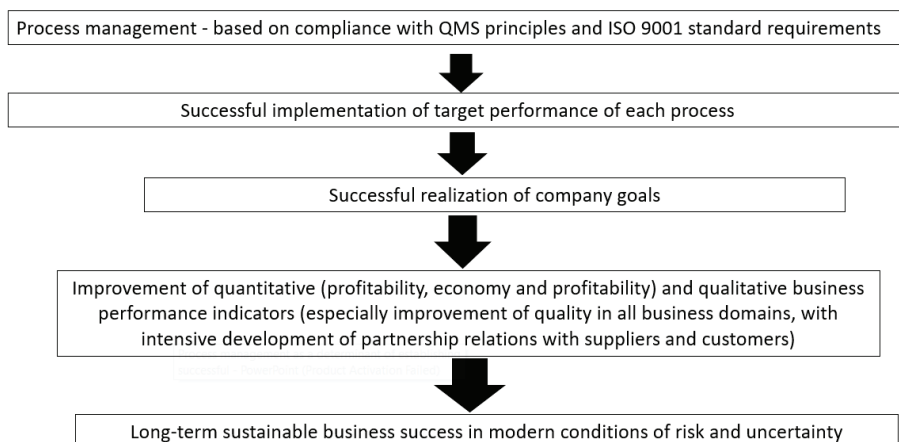 Process management - based on compliance with QMS principles and ISO 9001 standard requirements
Successful implementation of target performance of each process
Successful realization of company goals
Improvement of quantitative (profitability, economy and profitability) and qualitative business
performance indicators (especially improvement of quality in all business domains, with
intensive development of partnership relations with suppliers and customers)
Long-term sustainable business success in modern conditions of risk and uncertainty